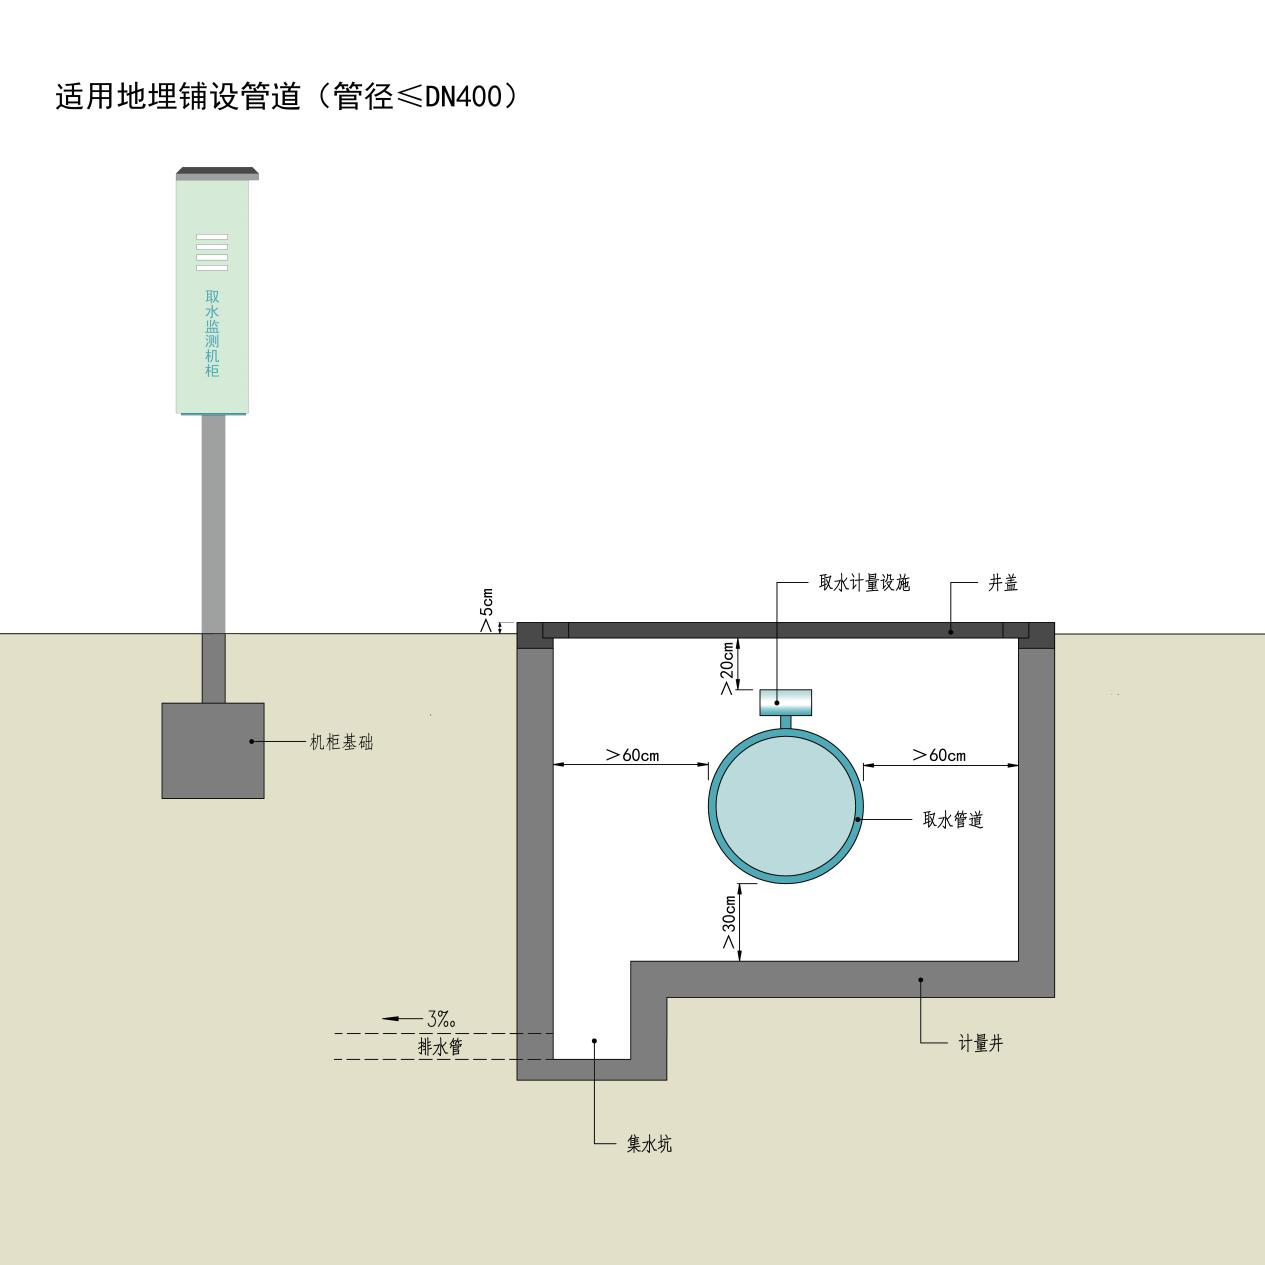 适用地埋铺设管道（管径≤DN400）
取水监测机柜
取水计量设施
井盖
＞5cm
＞20cm
机柜基础
＞60cm
＞60cm
取水管道
＞30cm
3‰
排水管
计量井
集水坑